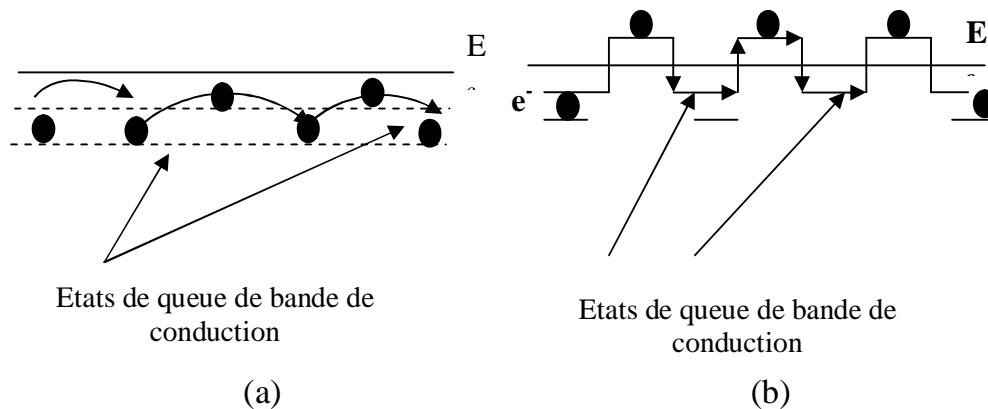 E
E
e-
Etats de queue de bande de
conduction
Etats de queue de bande de
conduction
(a)
(b)